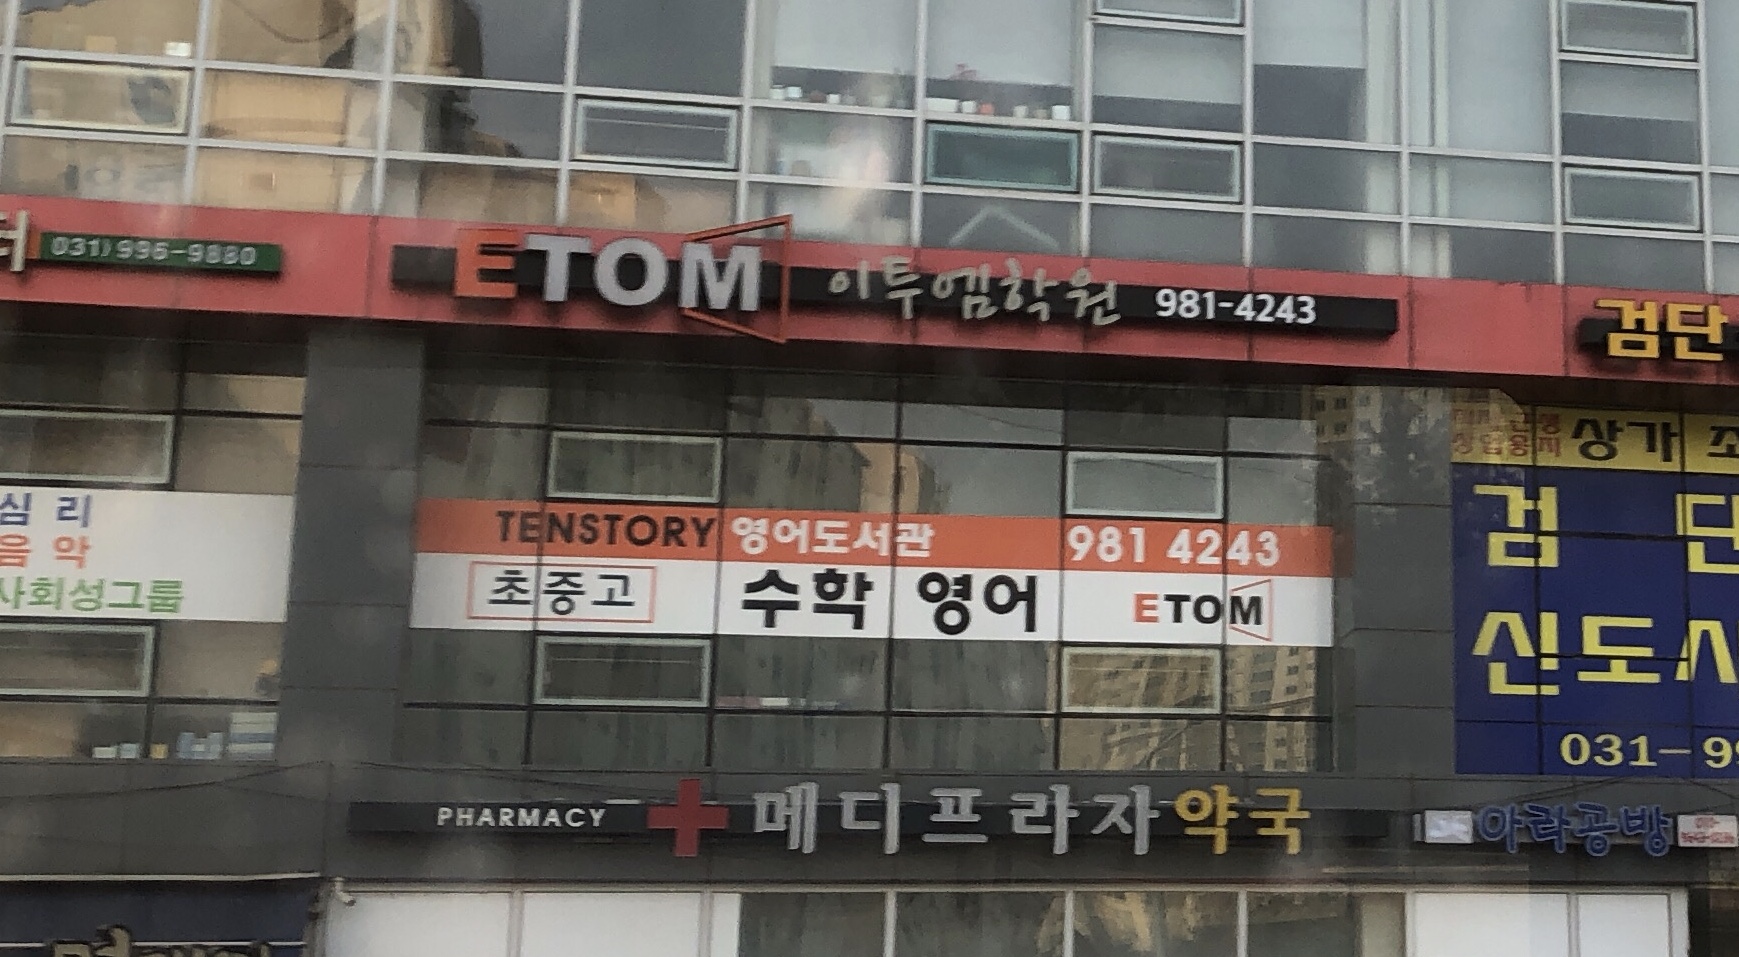 031)996-9880
ETOM 이투엠학원 981-4243
검단
상가
심리
음악
사회성그룹
TENSTORY 영어도서관 981 4243
초중고 수학 영어 ETOM
검단
신도시
031-99
PHARMACY 메디프라자약국
아라공방